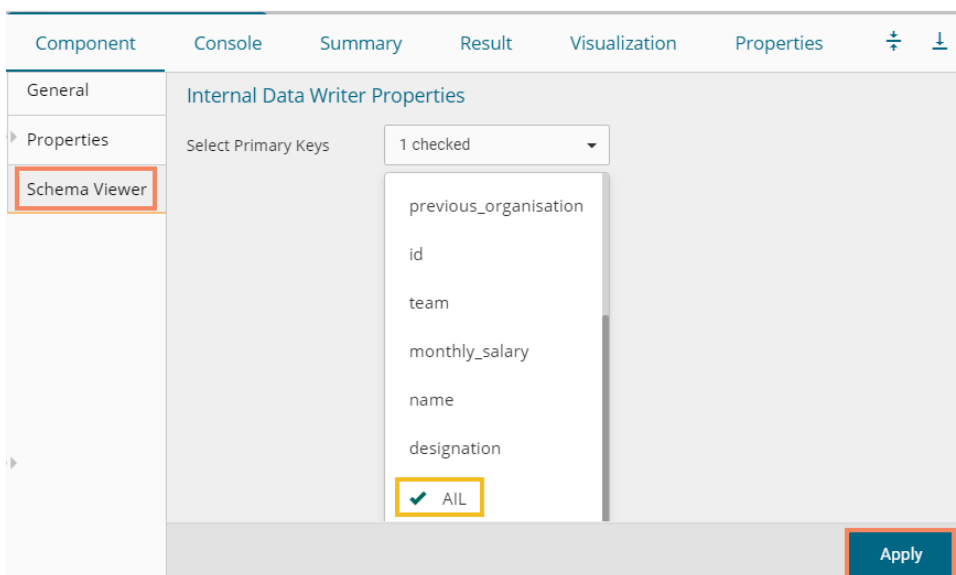 Component Console Summary Result Visualization Properties
General
Internal Data Writer Properties
Properties
Select Primary Keys 1 checked
Schema Viewer
previous_organisation
id
team
monthly_salary
name
designation
AIL
Apply